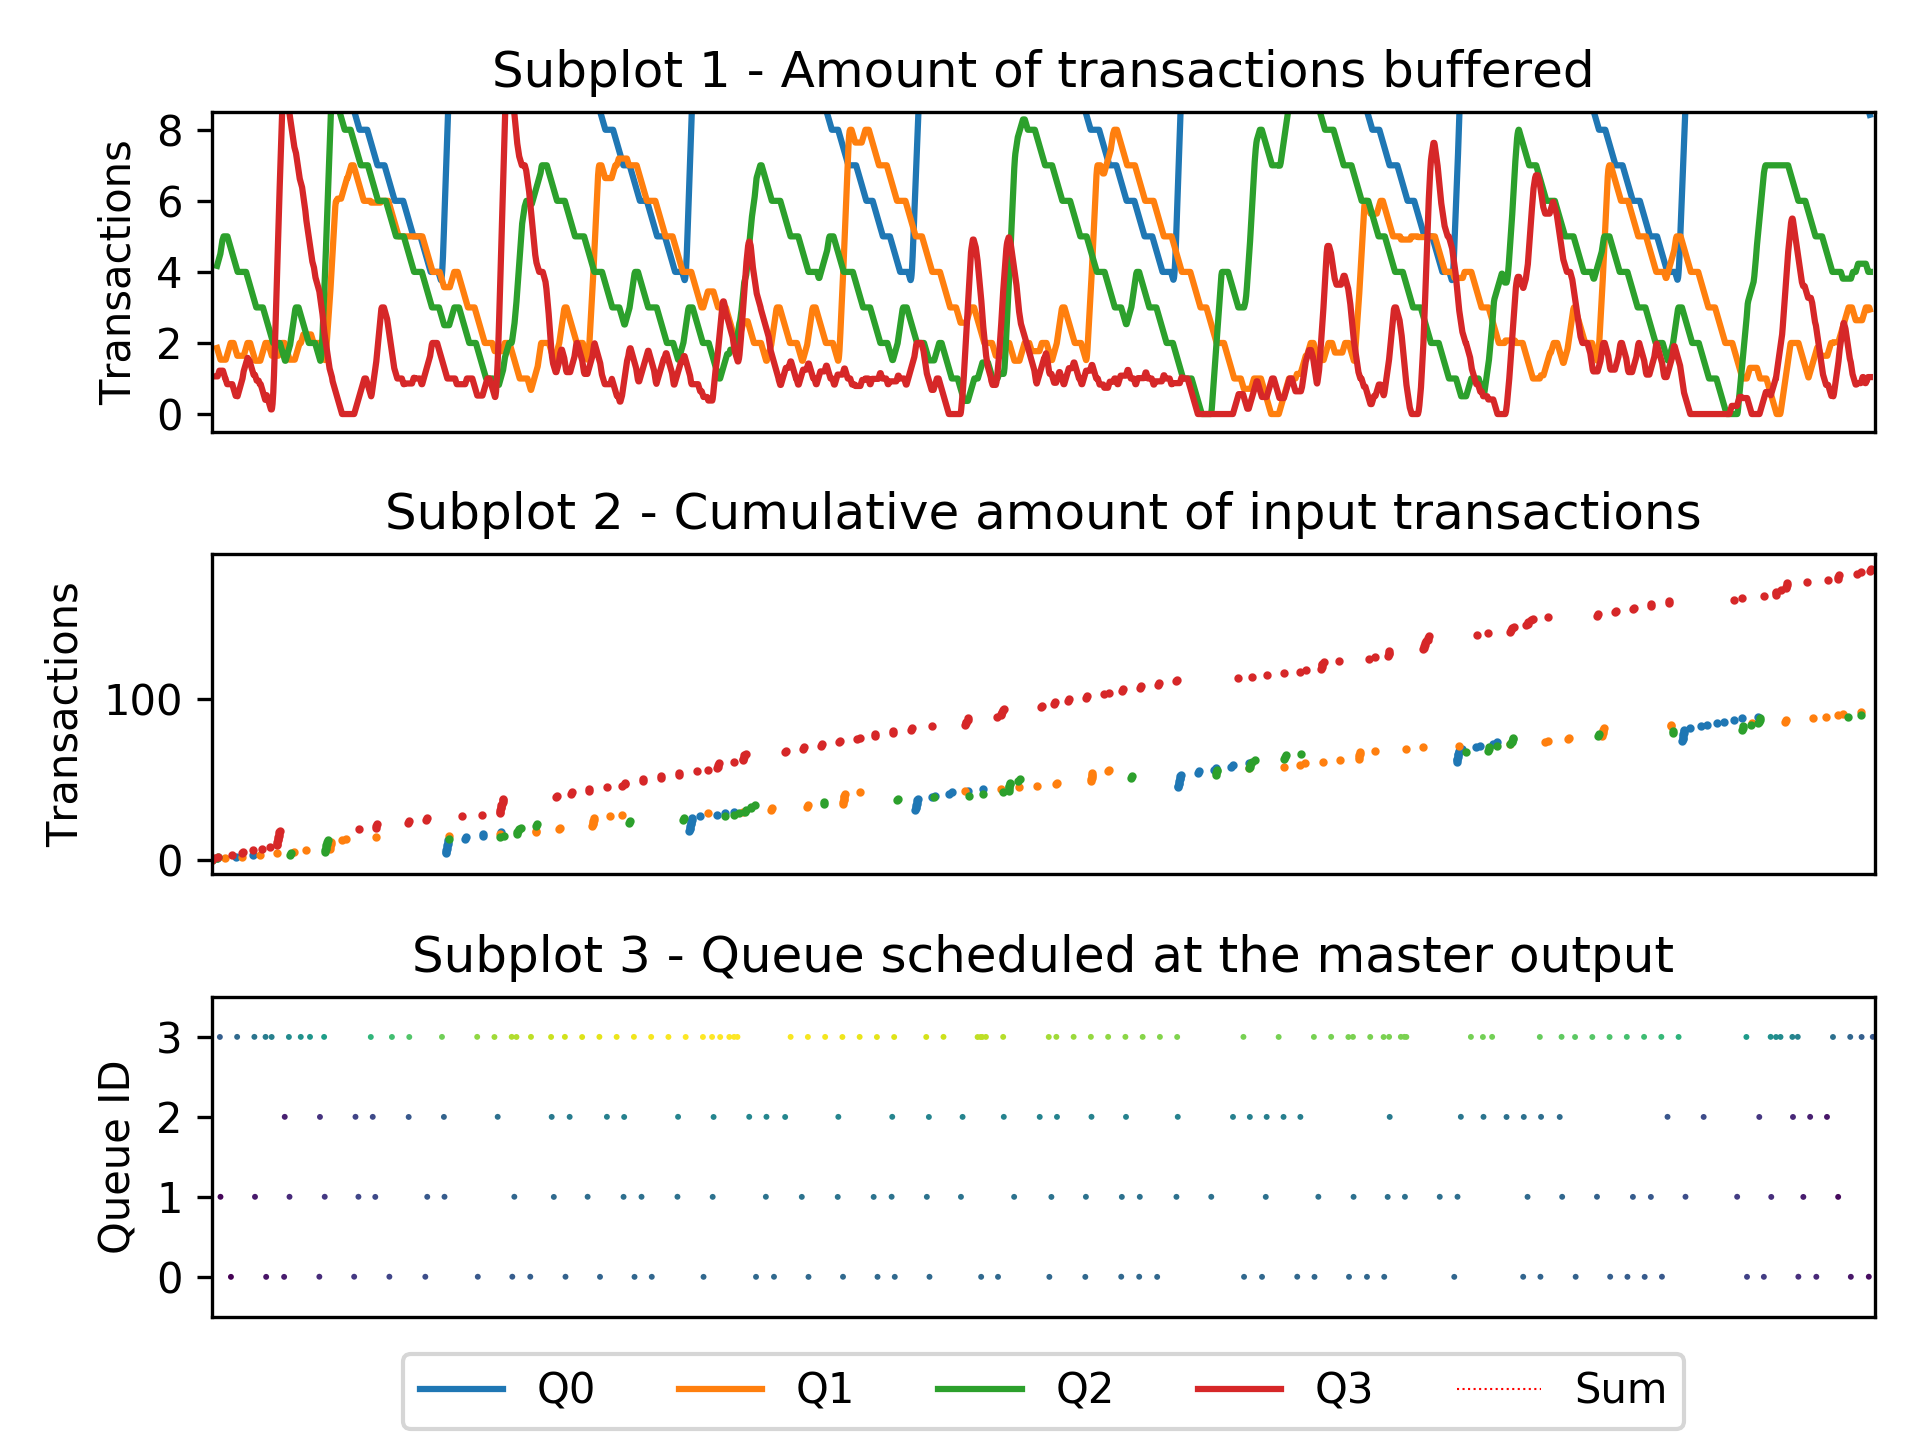 Subplot 1 - Amount of transactions buffered
Transactions
8
6
4
2
0
Subplot 2 - Cumulative amount of input transactions
Transactions
100
0
Subplot 3 - Queue scheduled at the master output
Queue ID
3
2
1
0
Q0 Q1 Q2 Q3 Sum